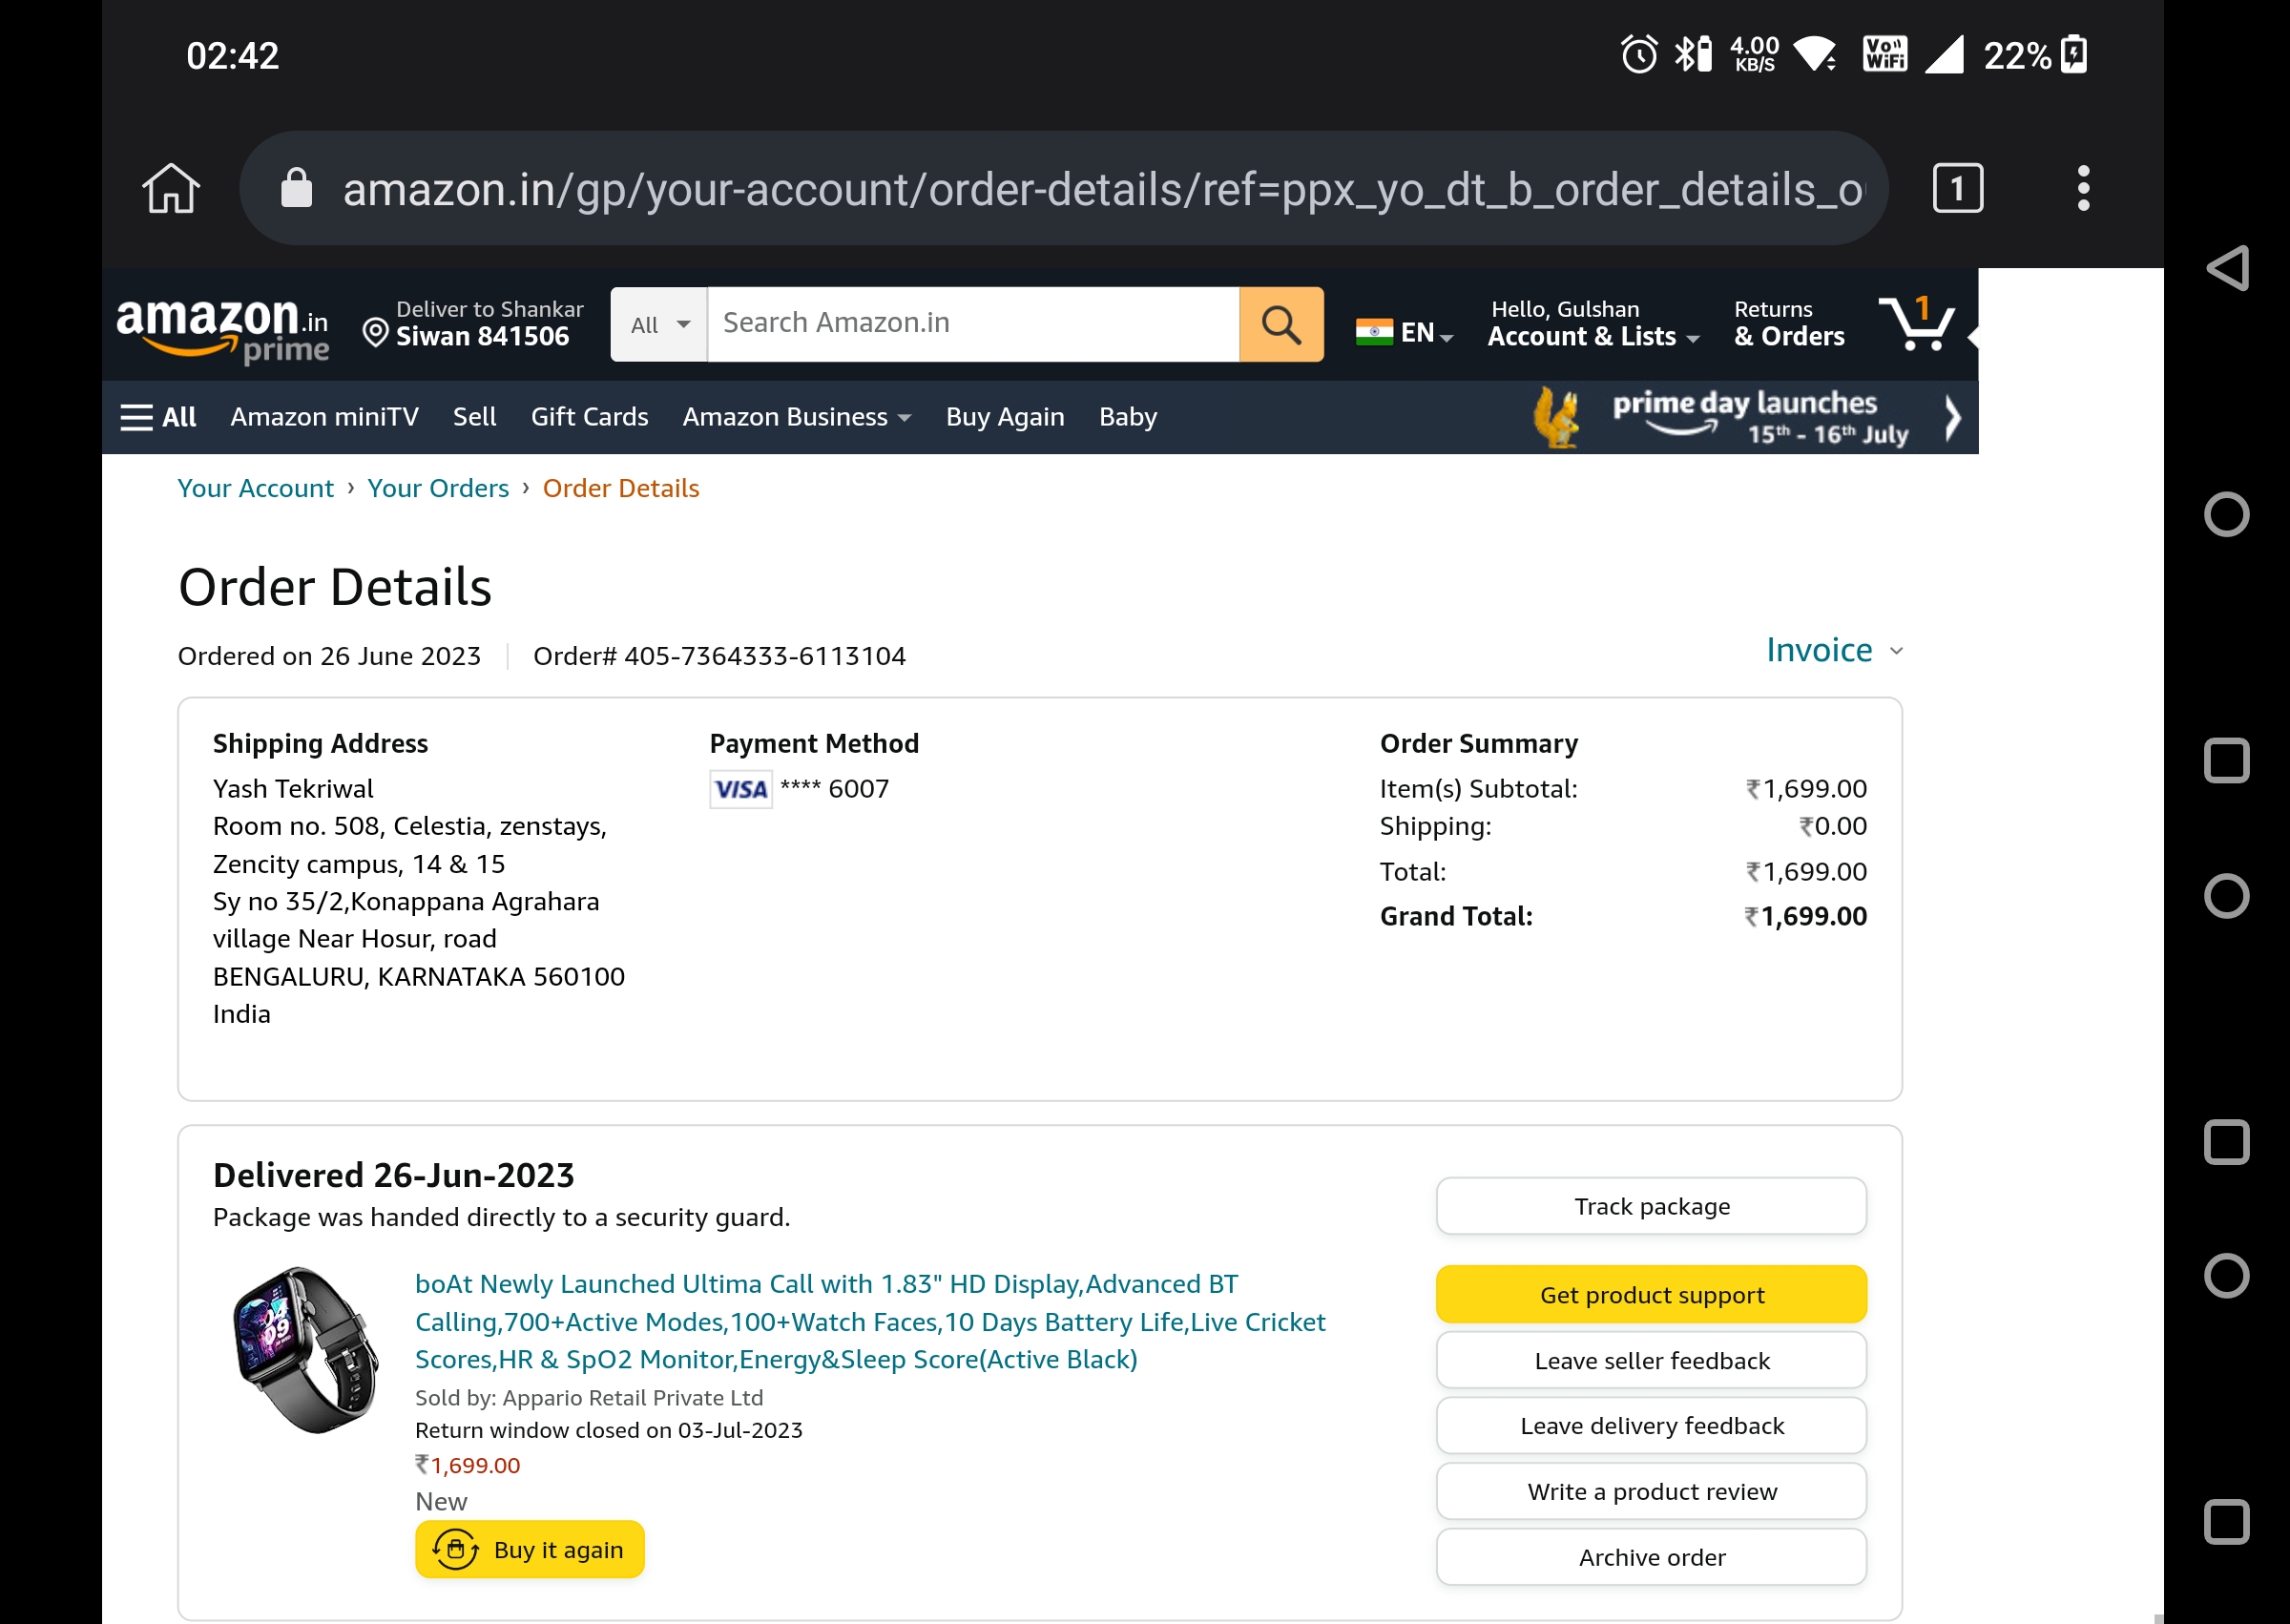 02:42
4.00
KB/S
Vo))
WiFi
22%
amazon.in/gp/your-account/order-details/ref=ppx_yo_dt_b_order_details_o
1
amazon.in
prime
Deliver to Shankar
Siwan 841506
All
Search Amazon.in
EN
Hello, Gulshan
Account & Lists
Returns
& Orders
1
All
Amazon miniTV
Sell
Gift Cards
Amazon Business
Buy Again
Baby
prime day launches
15th - 16th July
Your Account › Your Orders › Order Details
Order Details
Ordered on 26 June 2023
Order# 405-7364333-6113104
Invoice
Shipping Address
Yash Tekriwal
Room no. 508, Celestia, zenstays,
Zencity campus, 14 & 15
Sy no 35/2,Konappana Agrahara
village Near Hosur, road
BENGALURU, KARNATAKA 560100
India
Payment Method
VISA **** 6007
Order Summary
Item(s) Subtotal: ₹1,699.00
Shipping: ₹0.00
Total: ₹1,699.00
Grand Total: ₹1,699.00
Delivered 26-Jun-2023
Package was handed directly to a security guard.
boAt Newly Launched Ultima Call with 1.83" HD Display,Advanced BT
Calling,700+Active Modes,100+Watch Faces,10 Days Battery Life,Live Cricket
Scores,HR & SpO2 Monitor,Energy&Sleep Score(Active Black)
Sold by: Appario Retail Private Ltd
Return window closed on 03-Jul-2023
₹1,699.00
New
Buy it again
Track package
Get product support
Leave seller feedback
Leave delivery feedback
Write a product review
Archive order